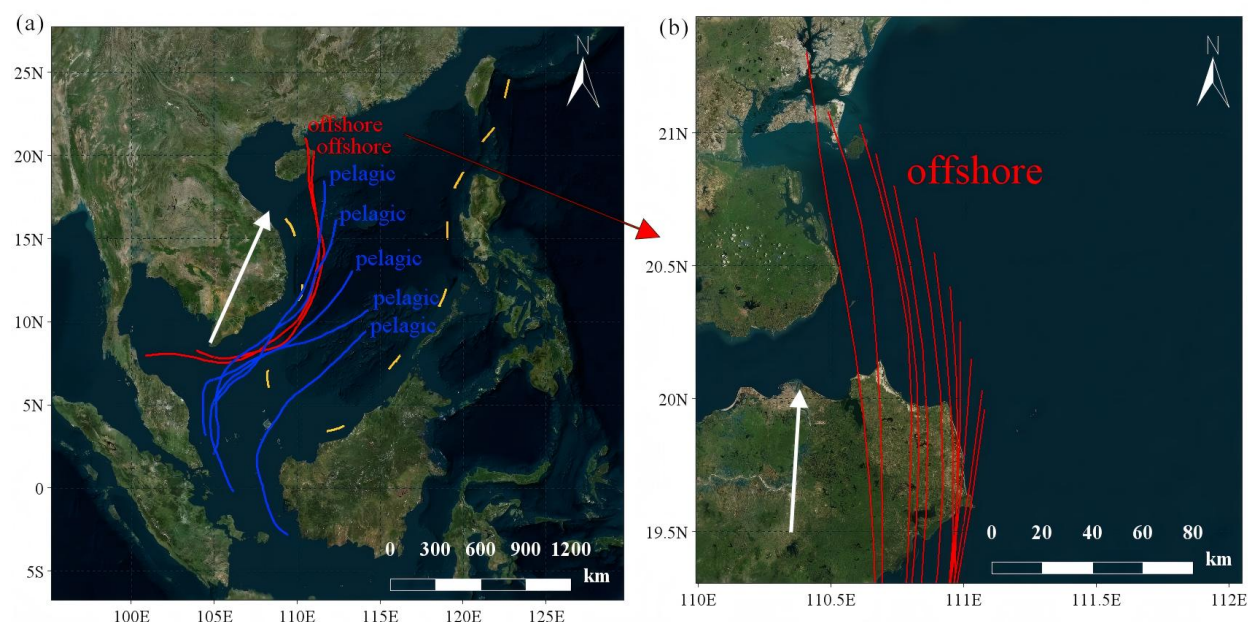 (a)
N
25N
20N
15N
10N
5N
0
5S
100E 105E 110E 115E 120E 125E
offshore
offshore
pelagic
pelagic
pelagic
pelagic
pelagic
0 300 600 900 1200
km
(b)
N
21N
20.5N
20N
19.5N
110E 110.5E 111E 111.5E 112E
offshore
0 20 40 60 80
km